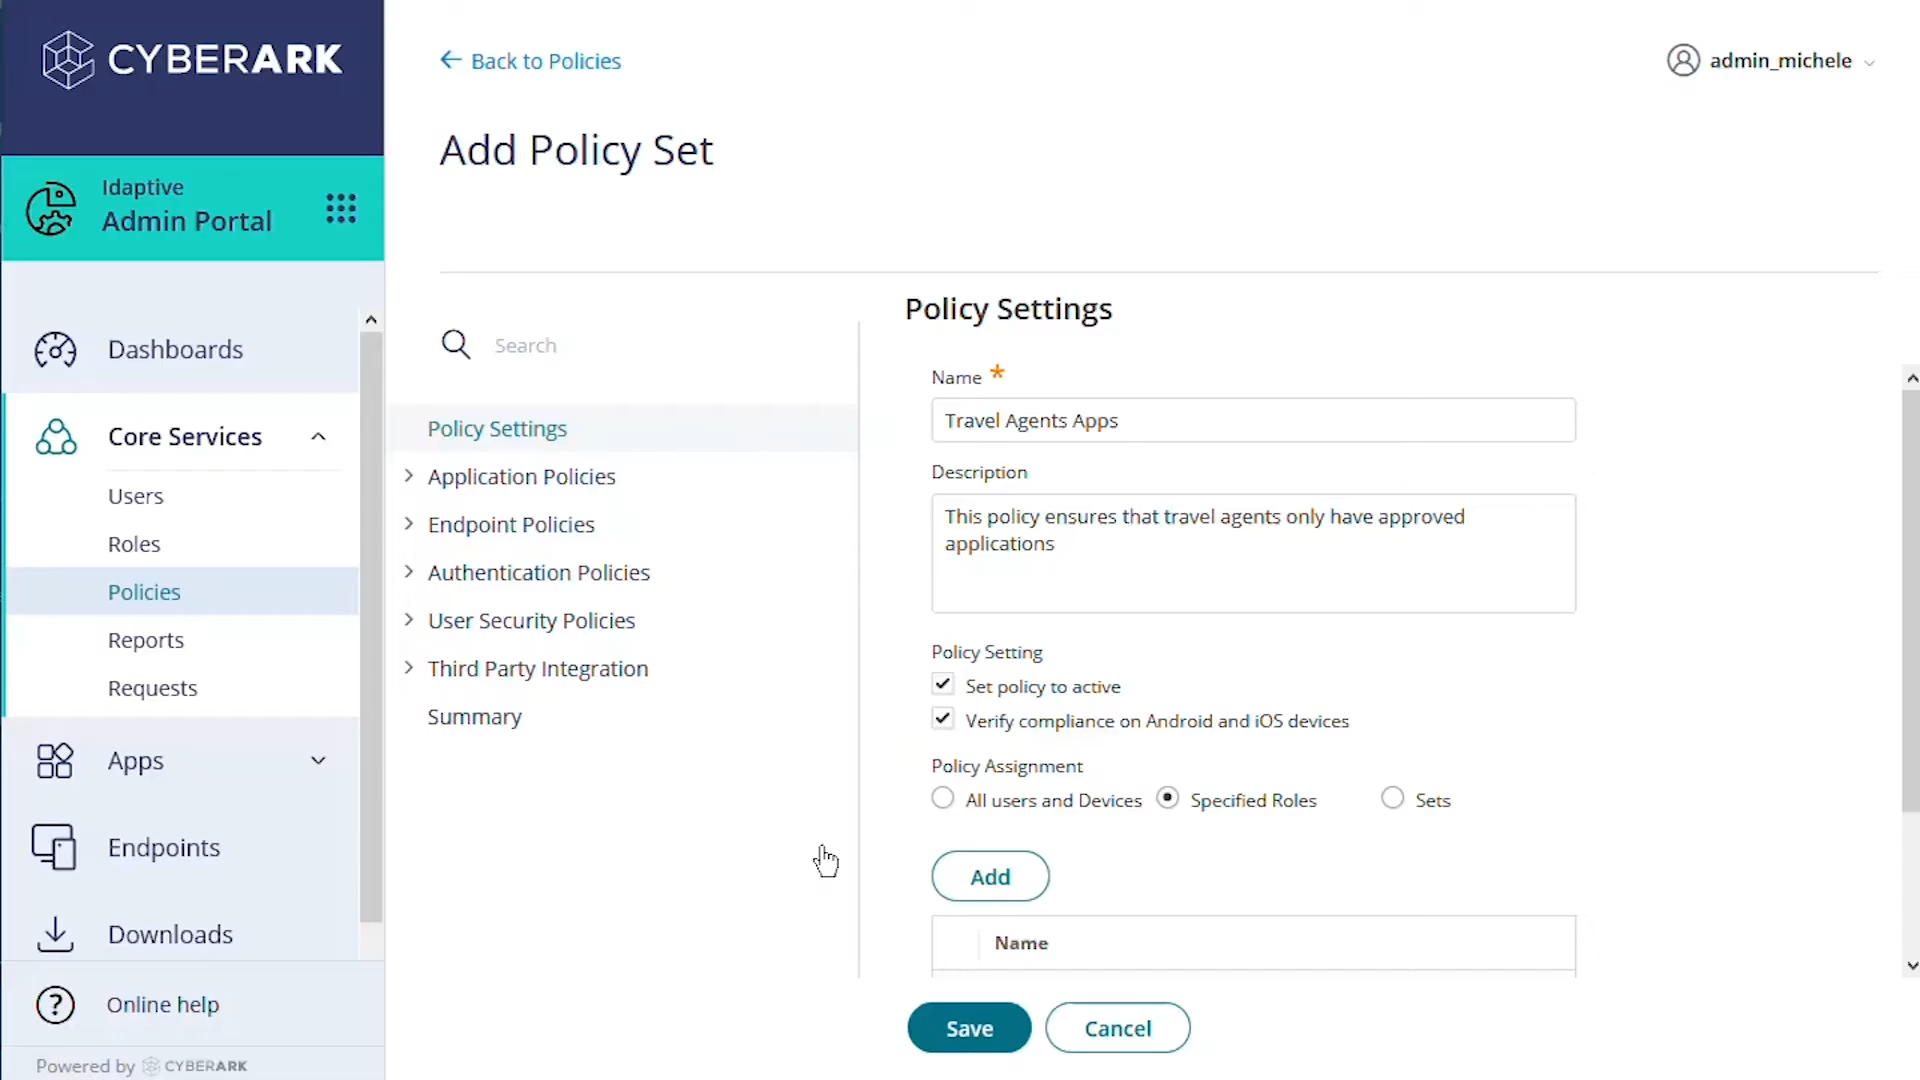 CYBERARK
Idaptive
Admin Portal
Dashboards
Core Services
Users
Roles
Policies
Reports
Requests
Apps
Endpoints
Downloads
Online help
Powered by CYBERARK
Back to Policies
admin_michele
Add Policy Set
Search
Policy Settings
Application Policies
Endpoint Policies
Authentication Policies
User Security Policies
Third Party Integration
Summary
Policy Settings
Name *
Travel Agents Apps
Description
This policy ensures that travel agents only have approved
applications
Policy Setting
Set policy to active
Verify compliance on Android and iOS devices
Policy Assignment
All users and Devices Specified Roles Sets
Add
Name
Save Cancel